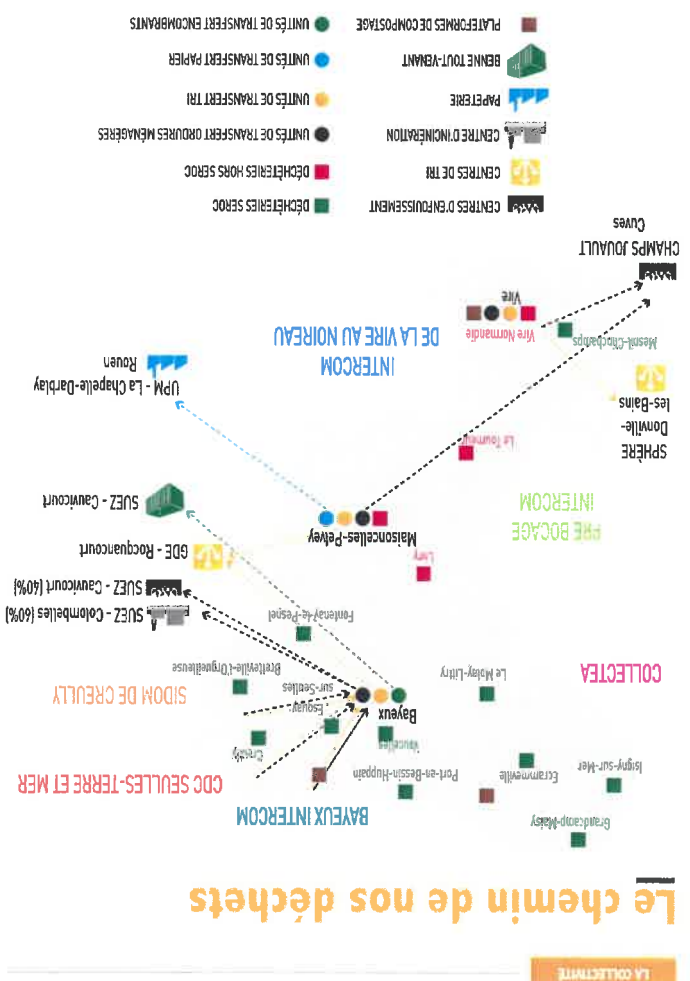 LA COLLECTIVITÉ
Le chemin de nos déchets
Grandcamp-Maisy
Isigny-sur-Mer
Écrammeville
Port-en-Bessin-Huppain
BAYEUX INTERCOM
CDC SEULLES-TERRE ET MER
Creully
Vaucelles
Bayeux
Esquay-
sur-Seulles
Le Molay-Littry
COLLECTEA
SIDOM DE CREULLY
Bretteville-l'Orgueilleuse
Fontenay-le-Pesnel
SUEZ - Colombelles (60%)
SUEZ - Cauvicourt (40%)
GDE - Rocquancourt
SUEZ - Cauvicourt
Livry
Maisoncelles-Pelvey
PRE BOCAGE
INTERCOM
Le Tourneur
UPM - La Chapelle-Darblay
Rouen
SPHÈRE
Donville-
les-Bains
INTERCOM
DE LA VIRE AU NOIREAU
Mesnil-Clinchamps
Vire Normandie
Vire
CHAMPS JOUAULT
Cuves
CENTRES D'ENFOUISSEMENT
CENTRES DE TRI
CENTRE D'INCINÉRATION
PAPETERIE
BENNE TOUT-VENANT
PLATEFORMES DE COMPOSTAGE
DÉCHÈTERIES SEROC
DÉCHÈTERIES HORS SEROC
UNITÉS DE TRANSFERT ORDURES MÉNAGÈRES
UNITÉS DE TRANSFERT TRI
UNITÉS DE TRANSFERT PAPIER
UNITÉS DE TRANSFERT ENCOMBRANTS